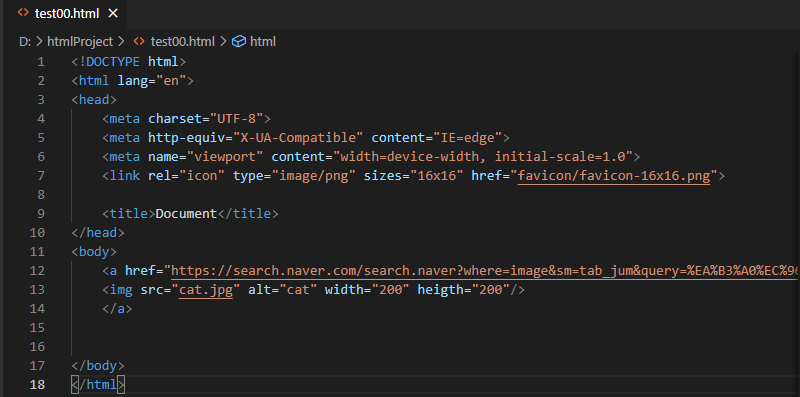 test00.html
D: > htmlProject > test00.html > html
1 <!DOCTYPE html>
2 <html lang="en">
3 <head>
4 <meta charset="UTF-8">
5 <meta http-equiv="X-UA-Compatible" content="IE=edge">
6 <meta name="viewport" content="width=device-width, initial-scale=1.0">
7 <link rel="icon" type="image/png" sizes="16x16" href="favicon/favicon-16x16.png">
8
9 <title>Document</title>
10 </head>
11 <body>
12 <a href="https://search.naver.com/search.naver?where=image&sm=tab_jum&query=%EA%B3%A0%EC%96
13 <img src="cat.jpg" alt="cat" width="200" heigth="200"/>
14 </a>
15
16
17 </body>
18 </html>